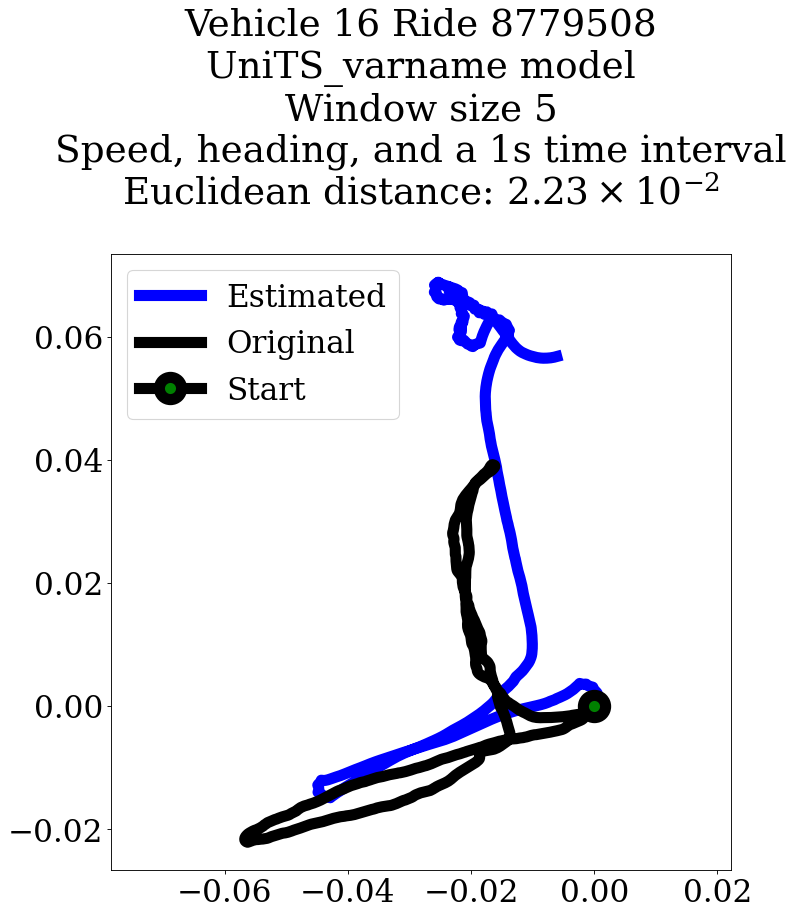 Vehicle 16 Ride 8779508
UniTS_varname model
Window size 5
Speed, heading, and a 1s time interval
Euclidean distance: 2.23 × 10⁻²
Estimated
Original
Start
0.06
0.04
0.02
0.00
−0.02
−0.06 −0.04 −0.02 0.00 0.02